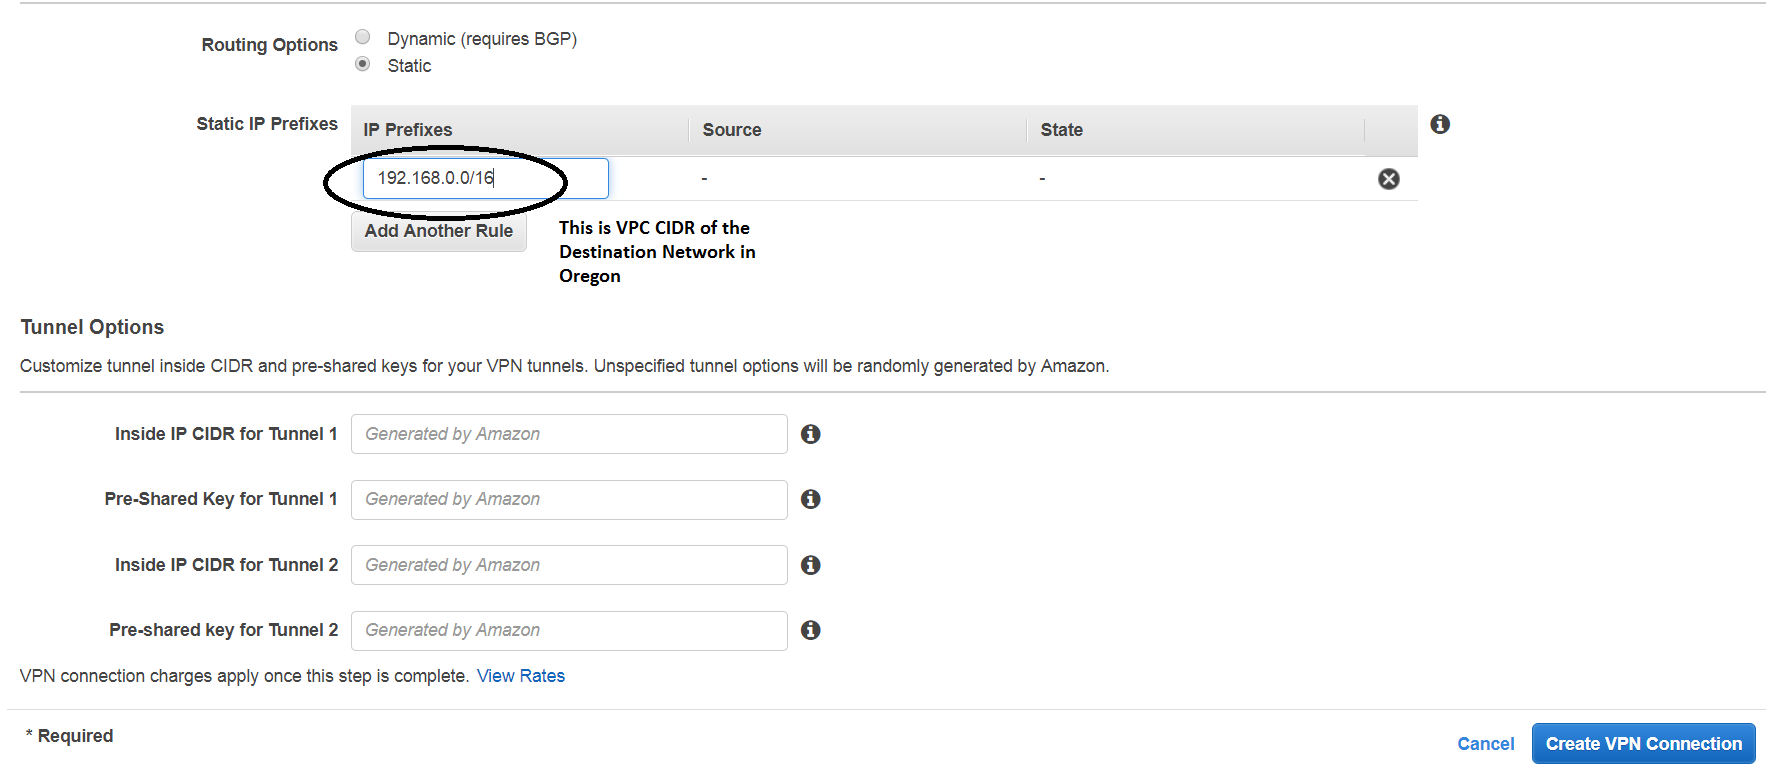 Routing Options
Dynamic (requires BGP)
Static
Static IP Prefixes
IP Prefixes Source State
192.168.0.0/16 - -
Add Another Rule
This is VPC CIDR of the
Destination Network in
Oregon
Tunnel Options
Customize tunnel inside CIDR and pre-shared keys for your VPN tunnels. Unspecified tunnel options will be randomly generated by Amazon.
Inside IP CIDR for Tunnel 1 Generated by Amazon
Pre-Shared Key for Tunnel 1 Generated by Amazon
Inside IP CIDR for Tunnel 2 Generated by Amazon
Pre-shared key for Tunnel 2 Generated by Amazon
VPN connection charges apply once this step is complete. View Rates
* Required
Cancel Create VPN Connection